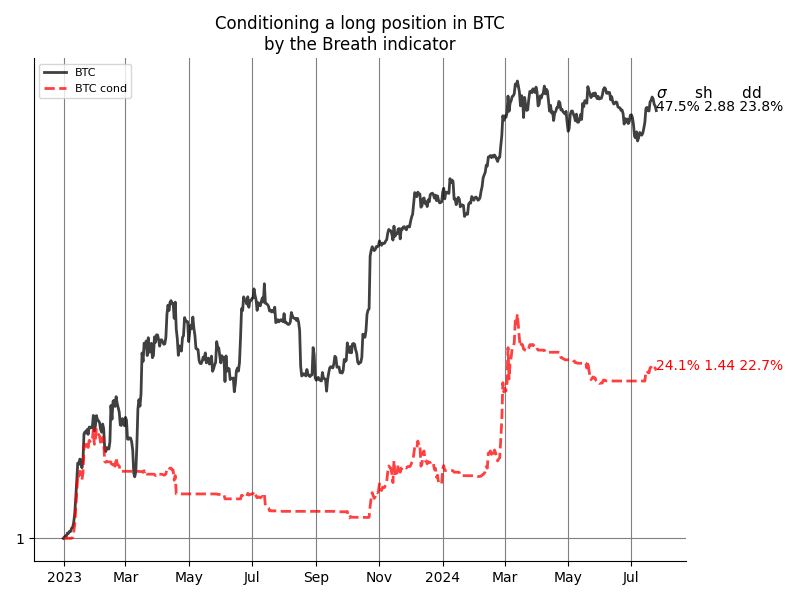 Conditioning a long position in BTC
by the Breath indicator
BTC
BTC cond
σ sh dd
47.5% 2.88 23.8%
24.1% 1.44 22.7%
1
2023 Mar May Jul Sep Nov 2024 Mar May Jul